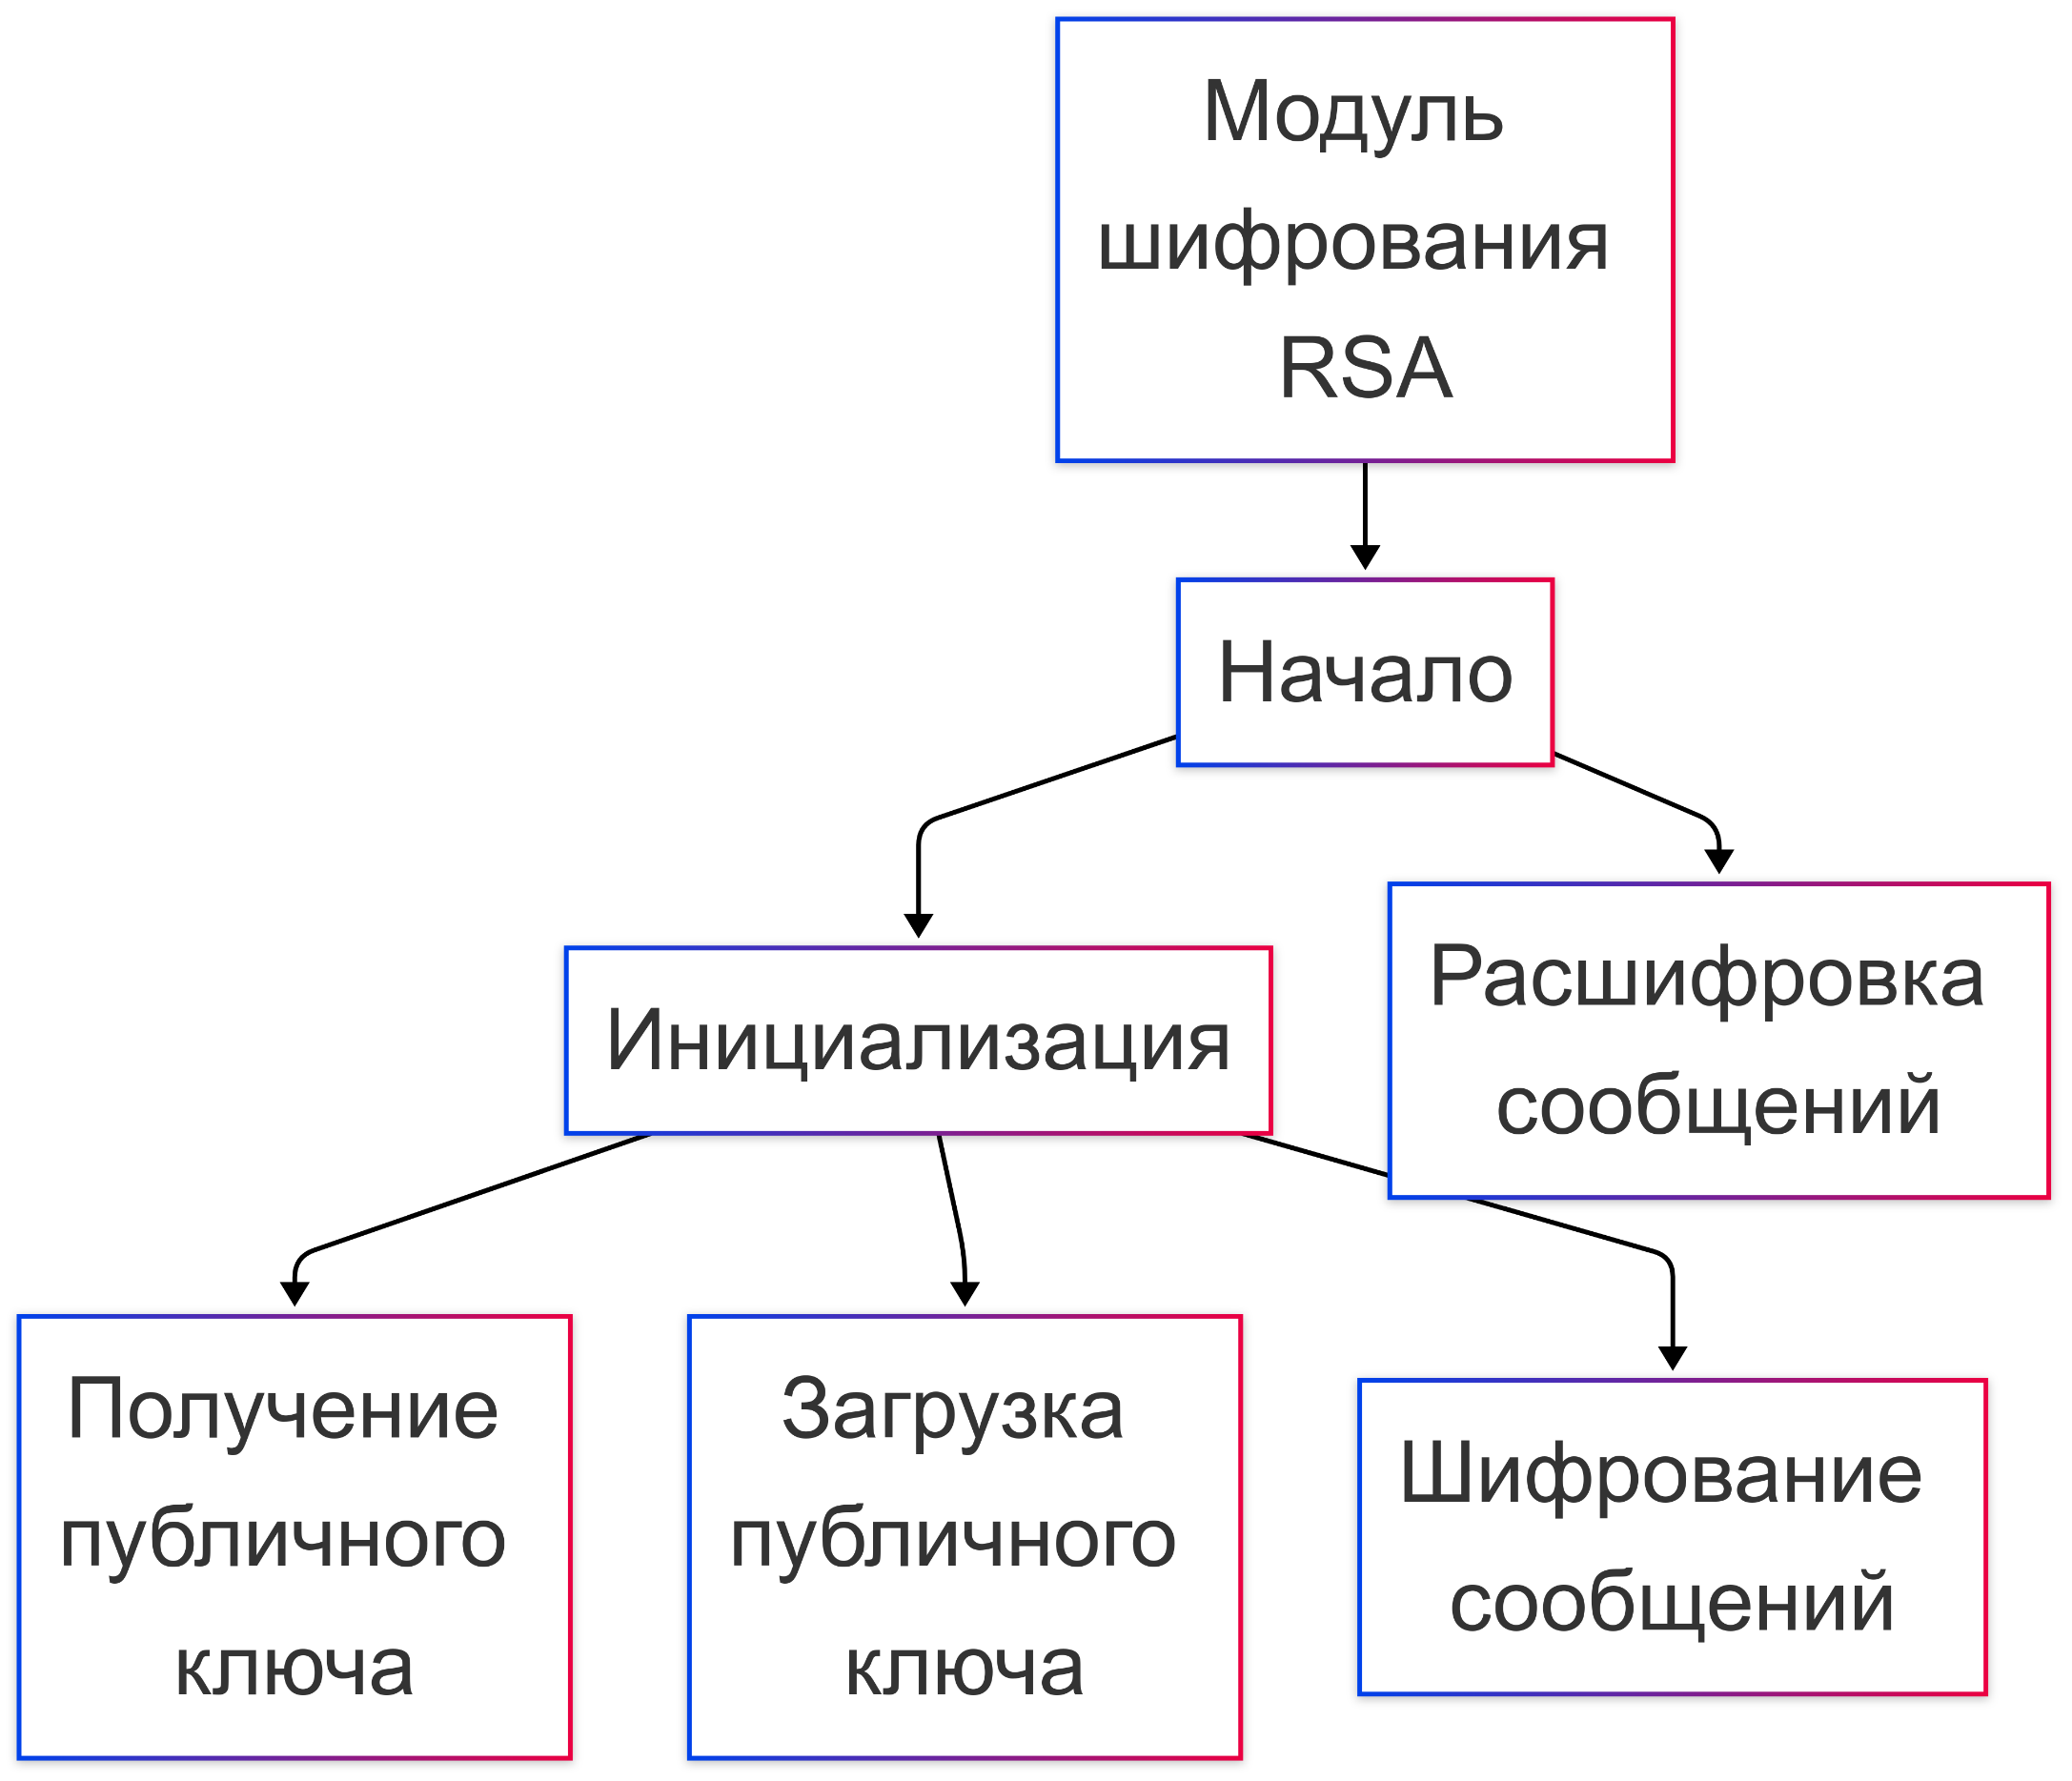 Модуль
шифрования
RSA
Начало
Инициализация
Расшифровка
сообщений
Получение
публичного
ключа
Загрузка
публичного
ключа
Шифрование
сообщений